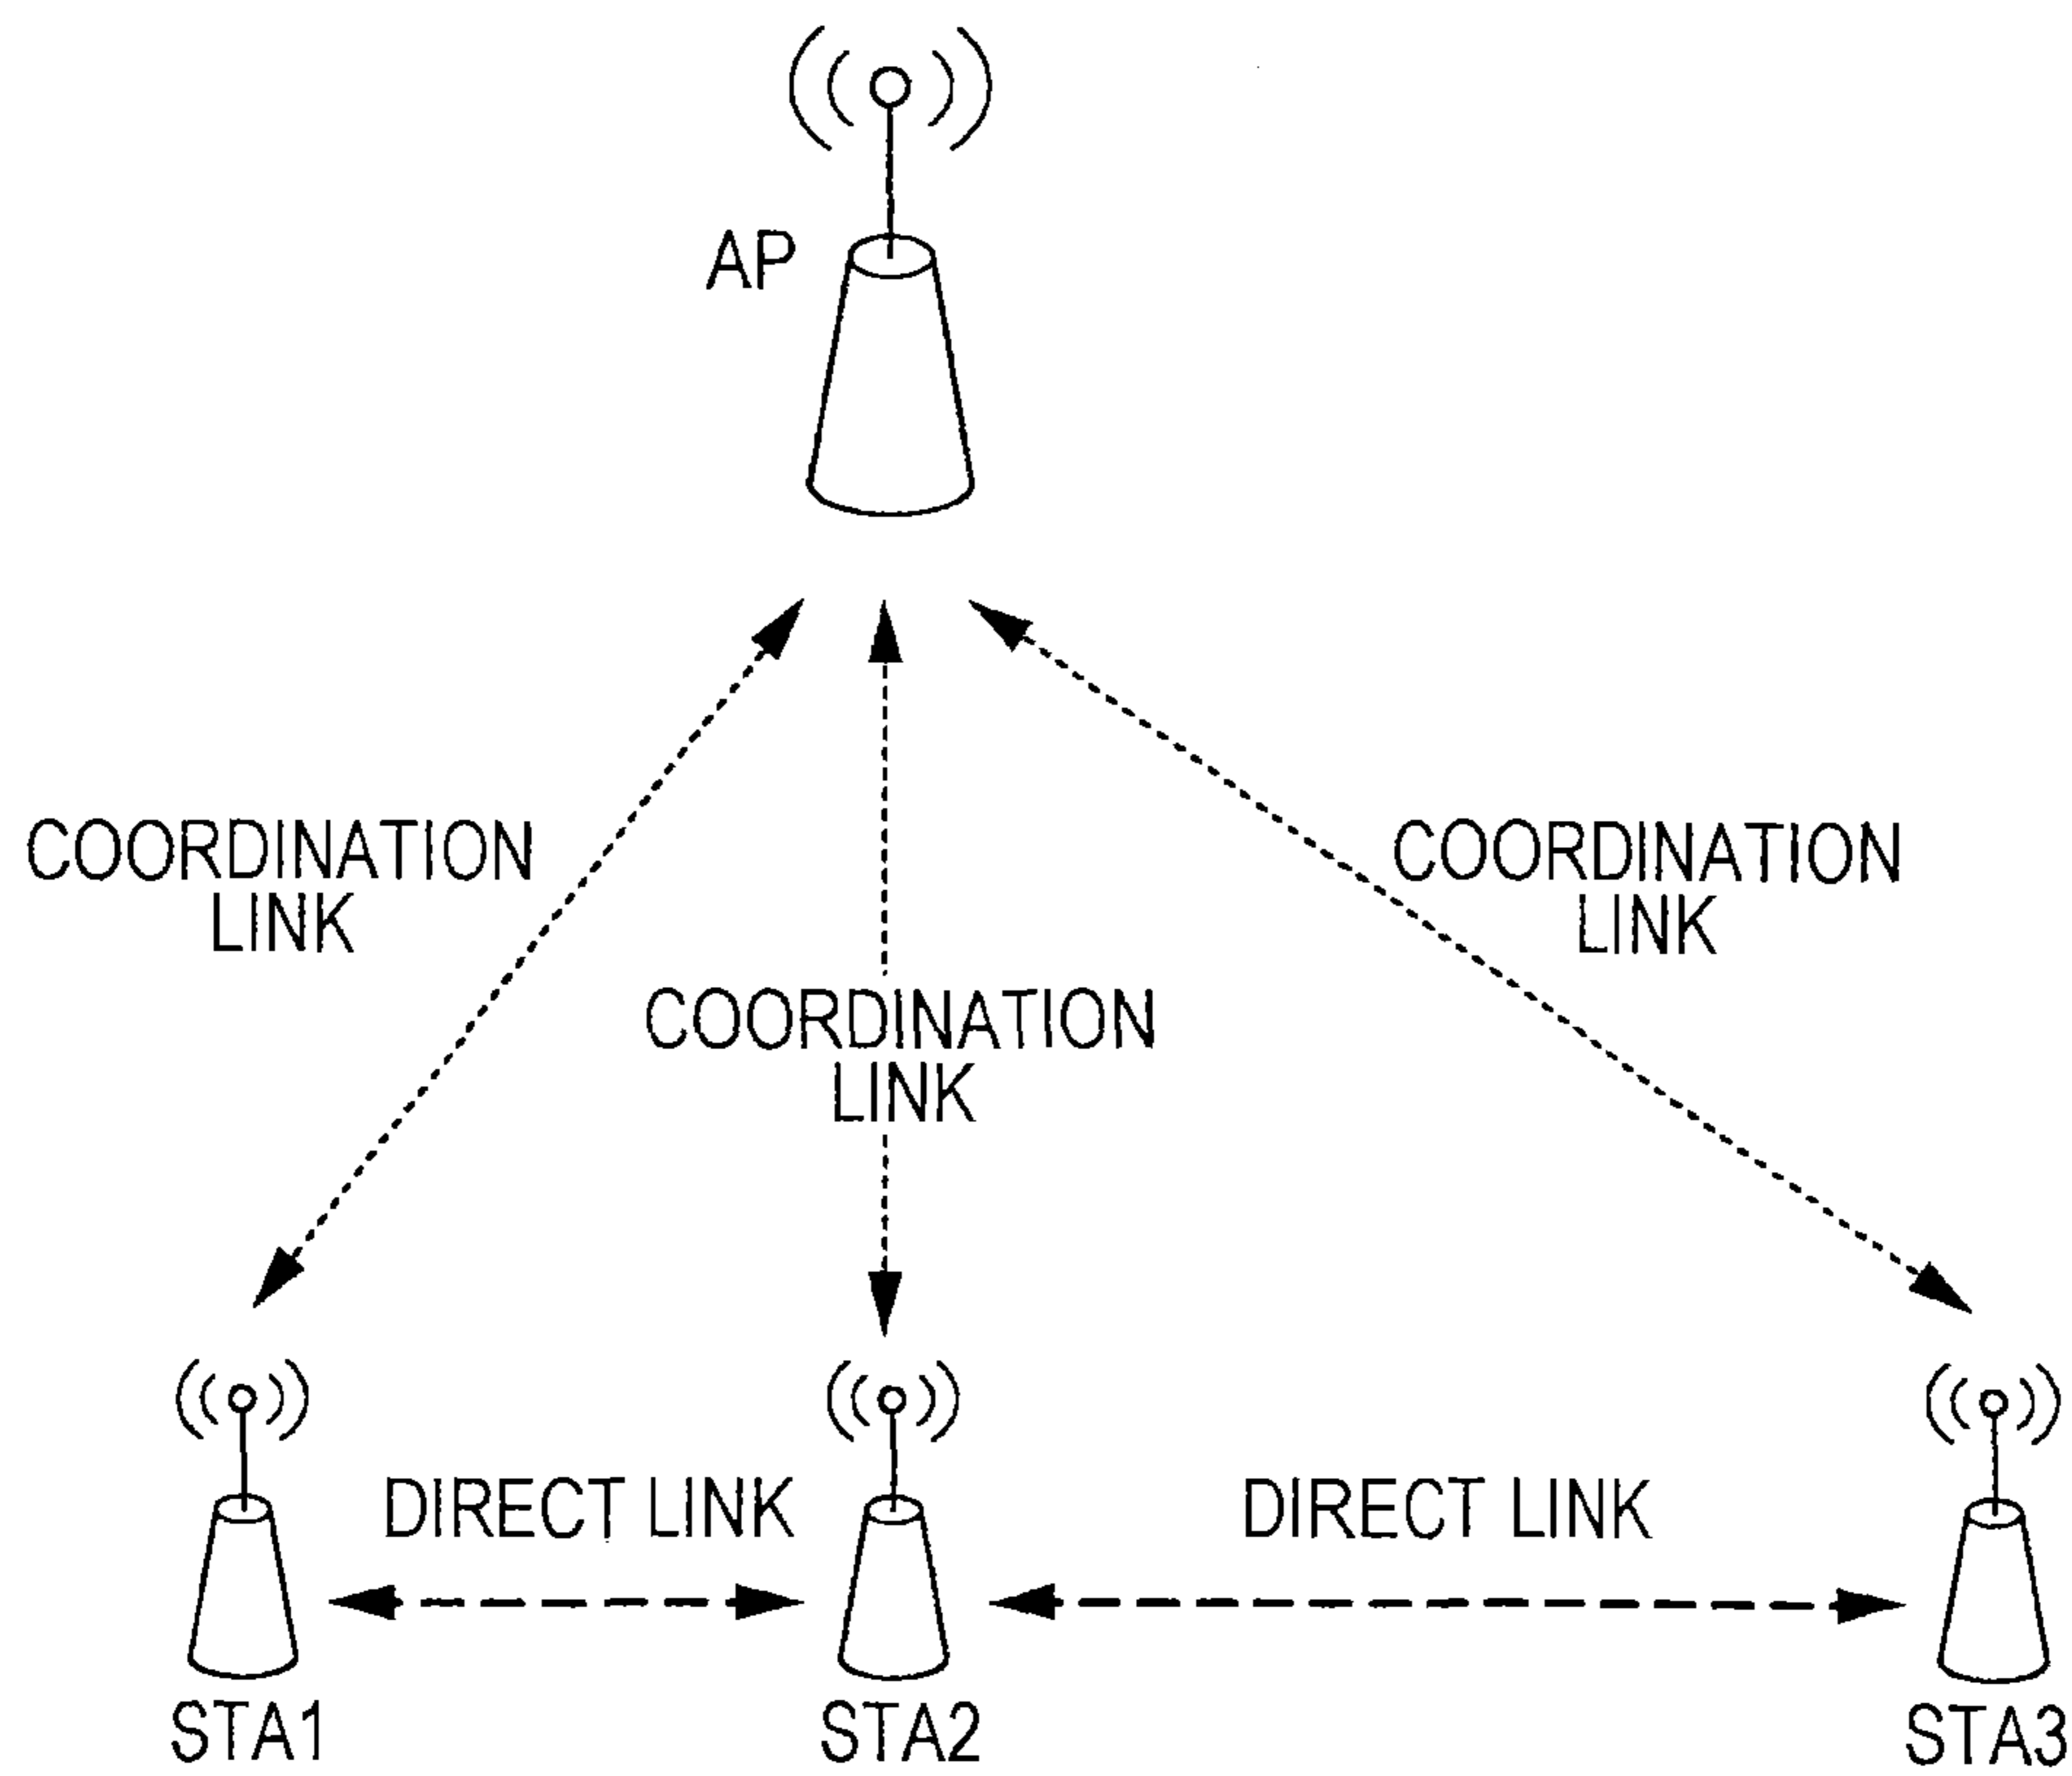 AP
COORDINATION
LINK
COORDINATION
LINK
COORDINATION
LINK
DIRECT LINK
DIRECT LINK
STA1
STA2
STA3